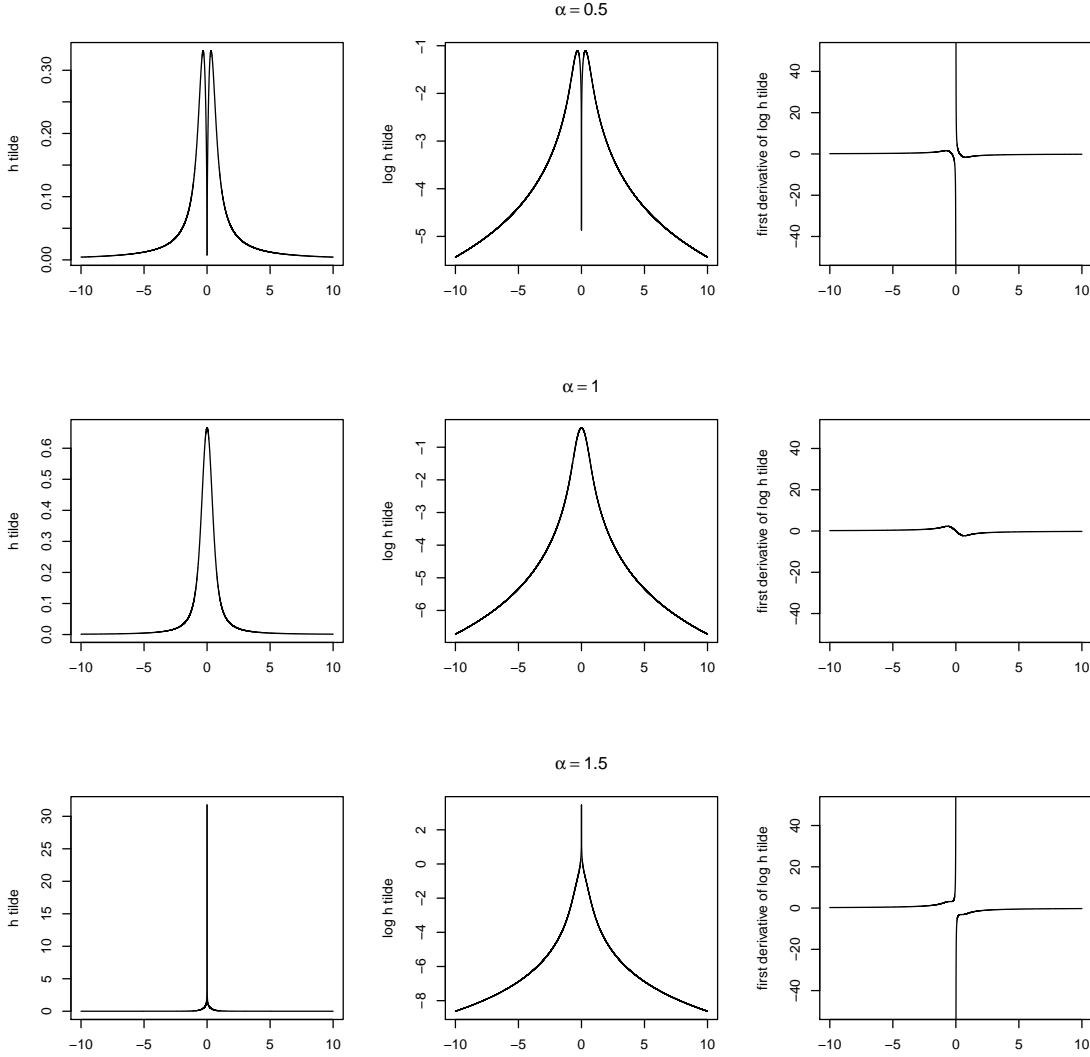 α = 0.5
h tilde
0.00 0.10 0.20 0.30
−10 −5 0 5 10
log h tilde
−5 −4 −3 −2 −1
−10 −5 0 5 10
first derivative of log h tilde
−40 −20 0 20 40
−10 −5 0 5 10
α = 1
h tilde
0.0 0.1 0.2 0.3 0.4 0.5 0.6
−10 −5 0 5 10
log h tilde
−6 −5 −4 −3 −2 −1
−10 −5 0 5 10
first derivative of log h tilde
−40 −20 0 20 40
−10 −5 0 5 10
α = 1.5
h tilde
0 5 10 15 20 25 30
−10 −5 0 5 10
log h tilde
−8 −6 −4 −2 0 2
−10 −5 0 5 10
first derivative of log h tilde
−40 −20 0 20 40
−10 −5 0 5 10